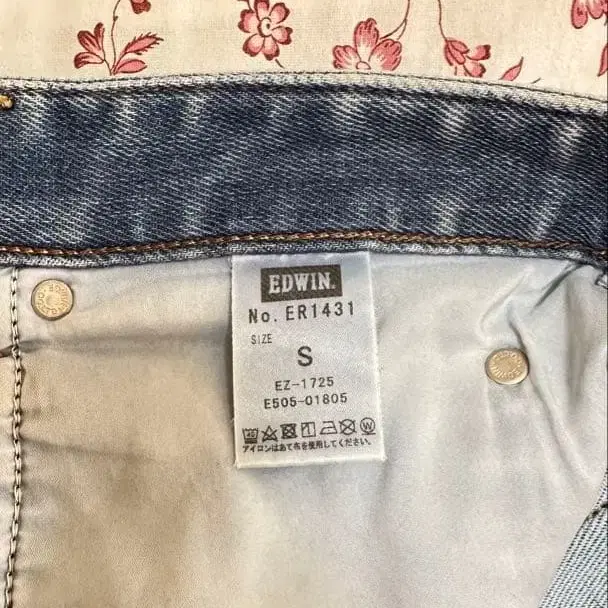 EDWIN.
No. ER1431
SIZE
S
EZ-1725
E505-01805
アイロンはあて布を使用してください。